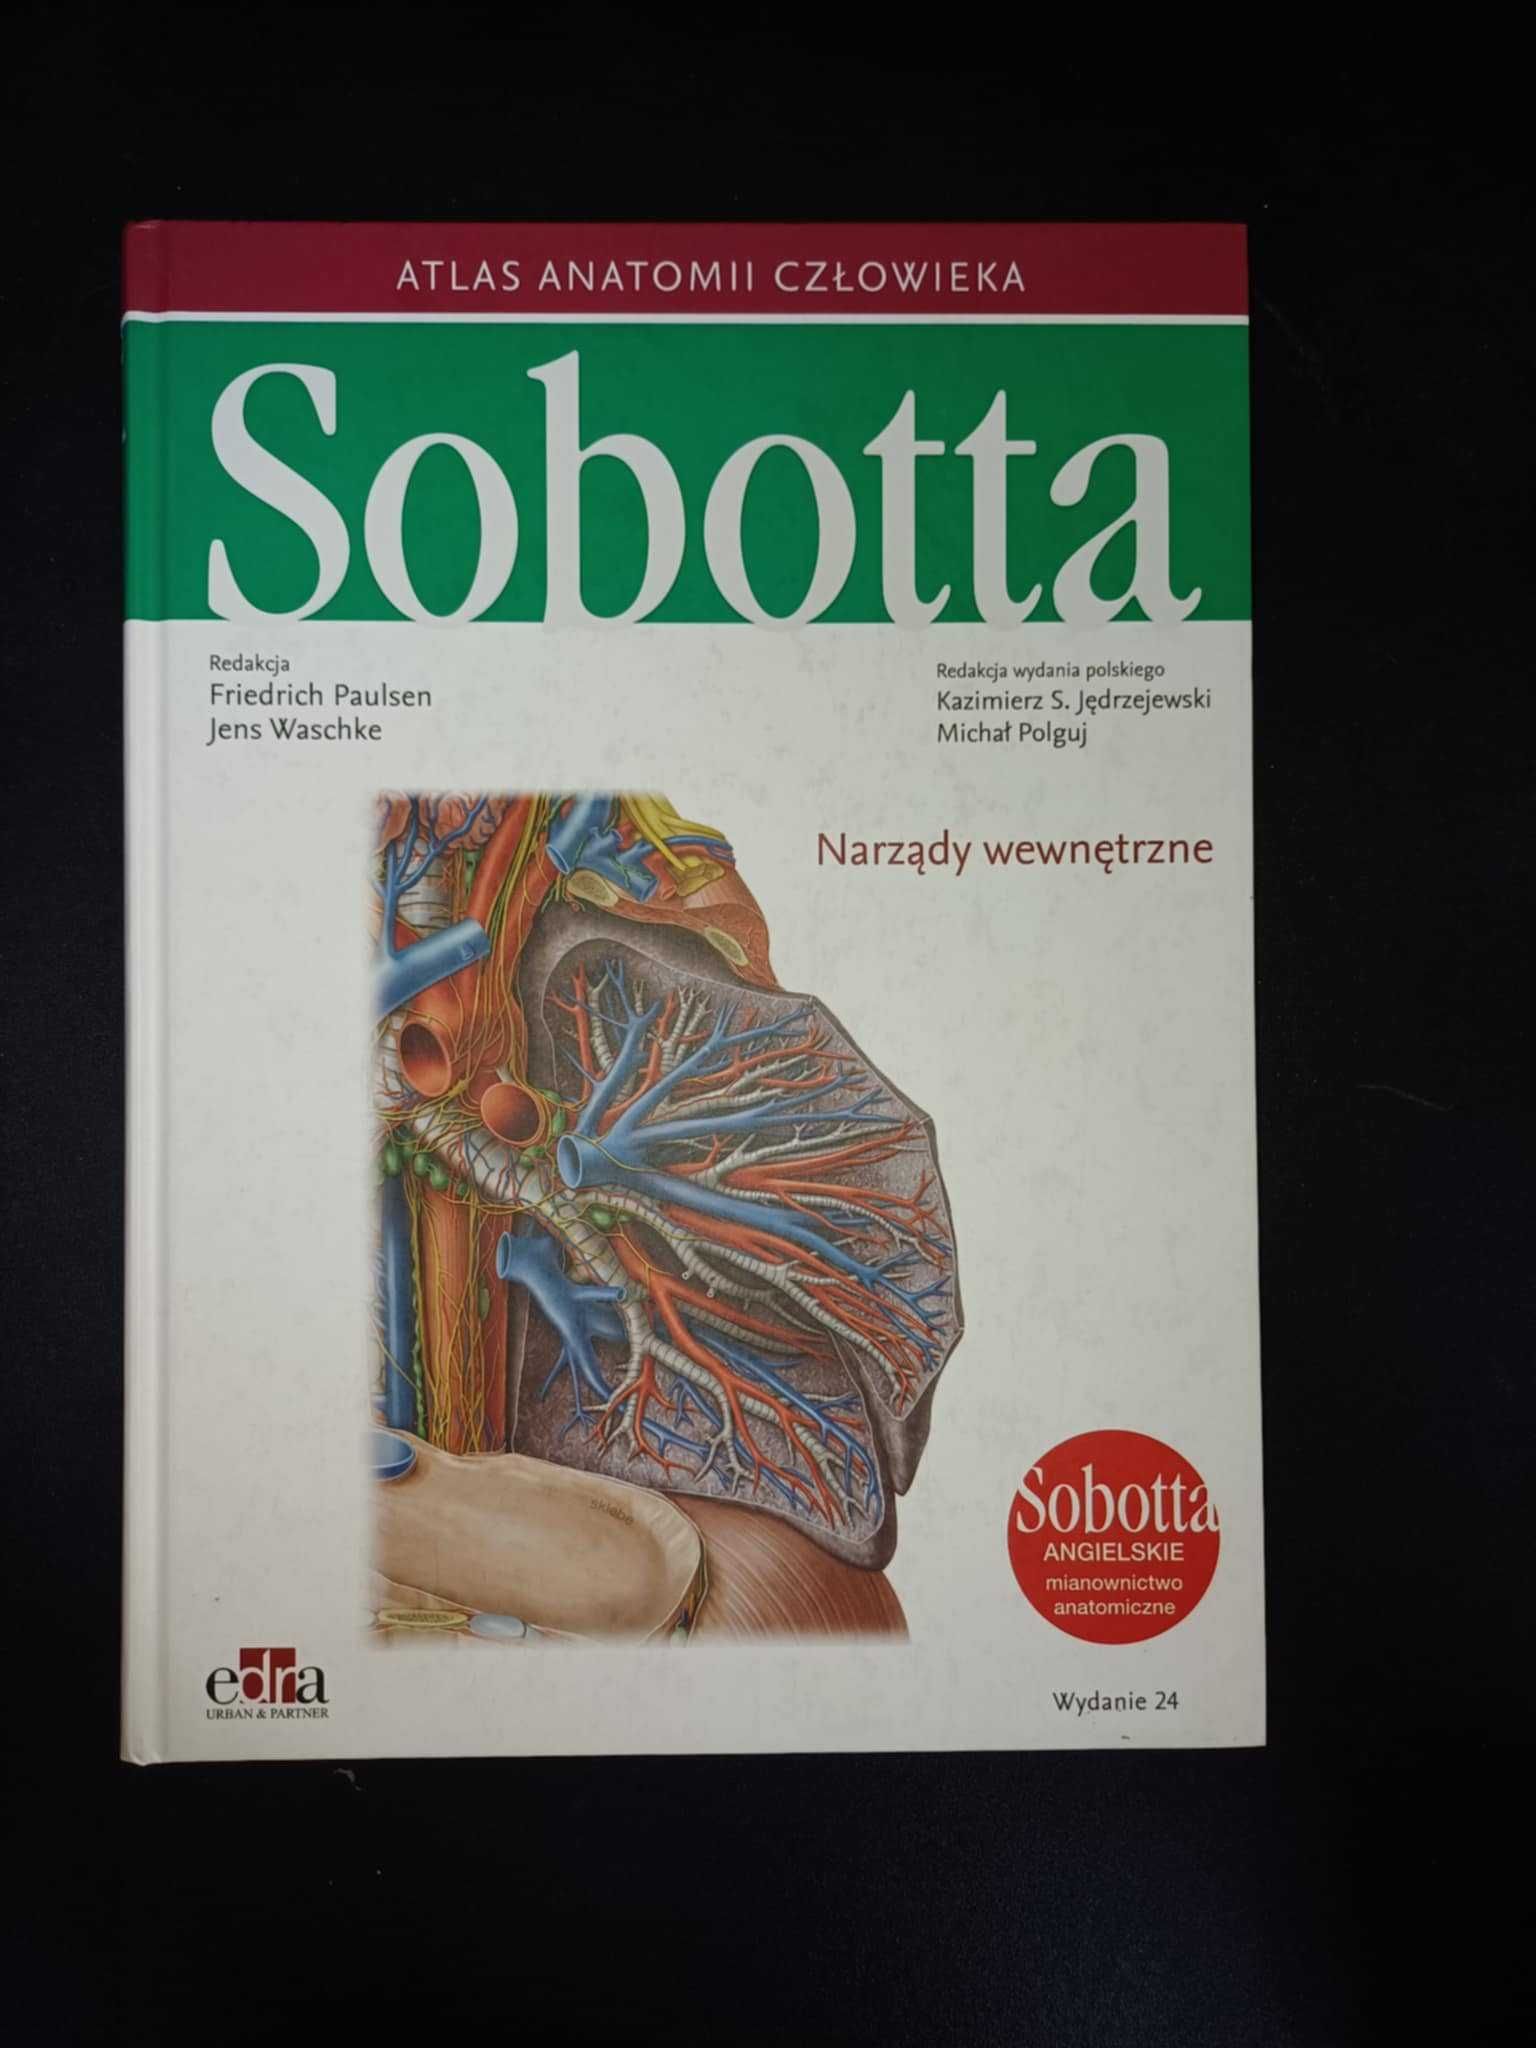 ATLAS ANATOMII CZŁOWIEKA
Sobotta
Redakcja
Friedrich Paulsen
Jens Waschke
Redakcja wydania polskiego
Kazimierz S. Jędrzejewski
Michał Polguj
Narządy wewnętrzne
sklebe
Sobotta
ANGIELSKIE
mianownictwo
anatomiczne
edra
URBAN & PARTNER
Wydanie 24